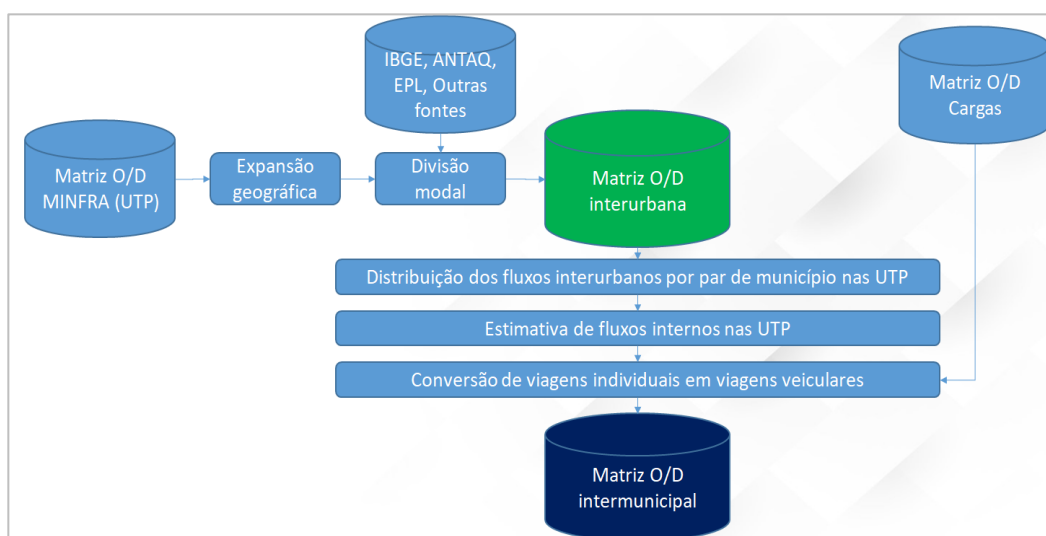 IBGE, ANTAQ,
EPL, Outras
fontes
Matriz O/D
Cargas
Matriz O/D
MINFRA (UTP)
Expansão
geográfica
Divisão
modal
Matriz O/D
interurbana
Distribuição dos fluxos interurbanos por par de município nas UTP
Estimativa de fluxos internos nas UTP
Conversão de viagens individuais em viagens veiculares
Matriz O/D
intermunicipal